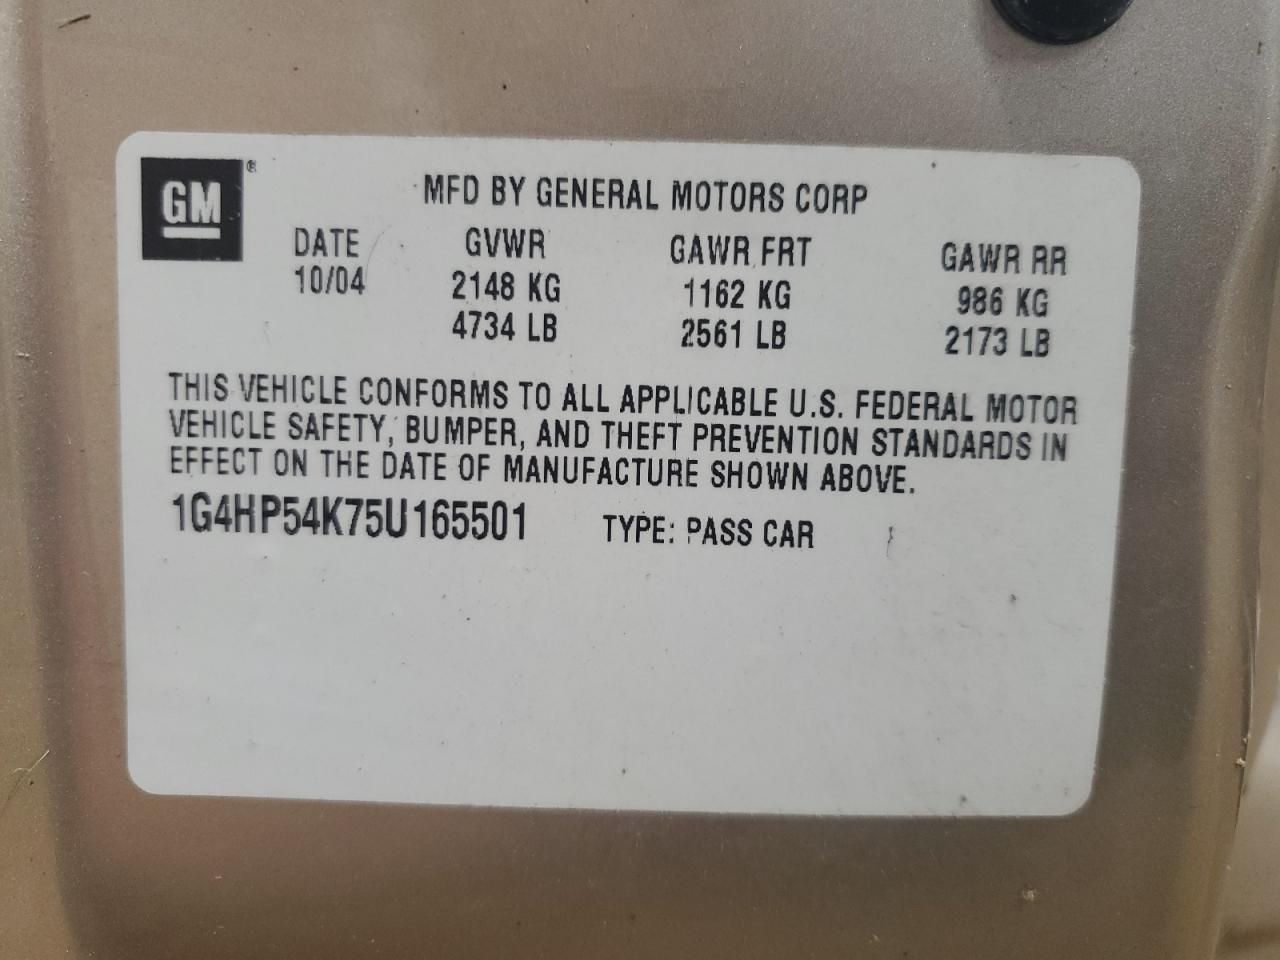 GM®
MFD BY GENERAL MOTORS CORP
DATE GVWR GAWR FRT GAWR RR
10/04 2148 KG 1162 KG 986 KG
4734 LB 2561 LB 2173 LB
THIS VEHICLE CONFORMS TO ALL APPLICABLE U.S. FEDERAL MOTOR
VEHICLE SAFETY, BUMPER, AND THEFT PREVENTION STANDARDS IN
EFFECT ON THE DATE OF MANUFACTURE SHOWN ABOVE.
1G4HP54K75U165501 TYPE: PASS CAR